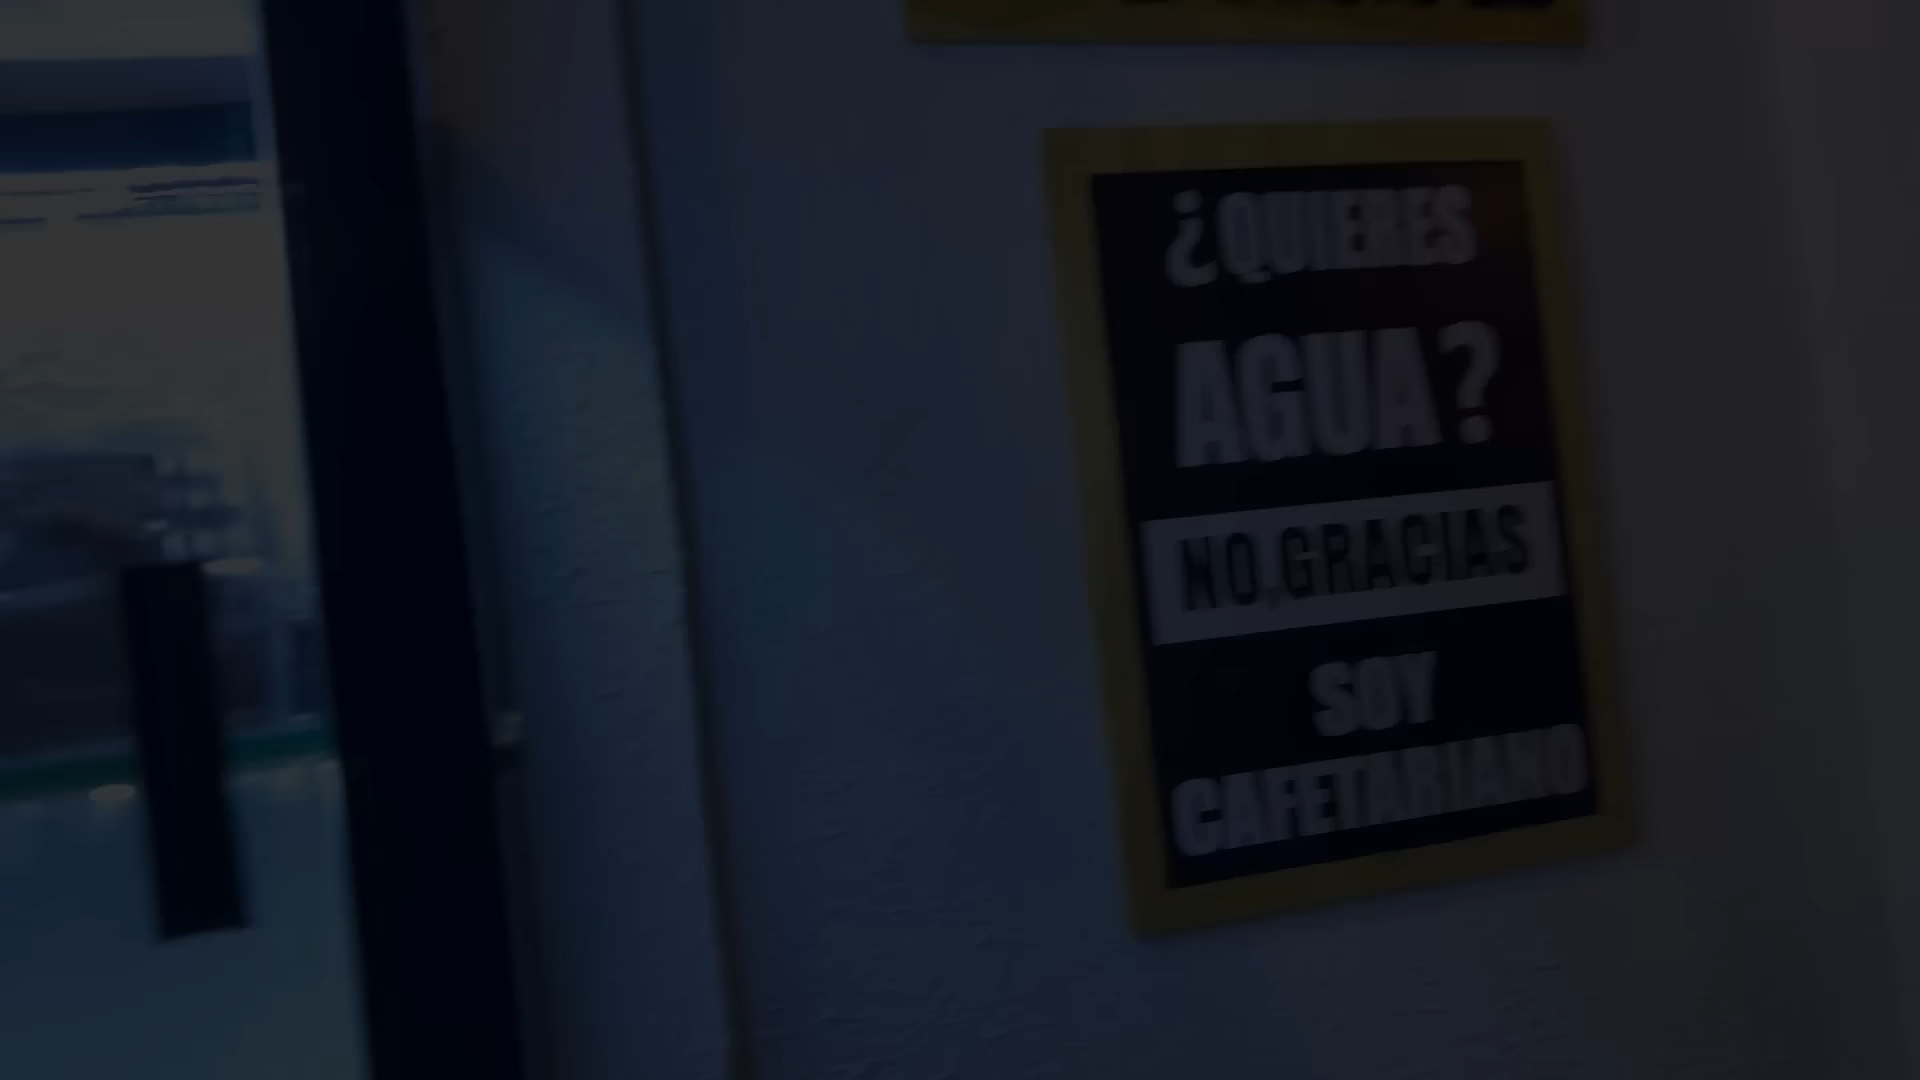 ¿QUIERES
AGUA?
NO, GRACIAS
SOY
CAFETARIANO